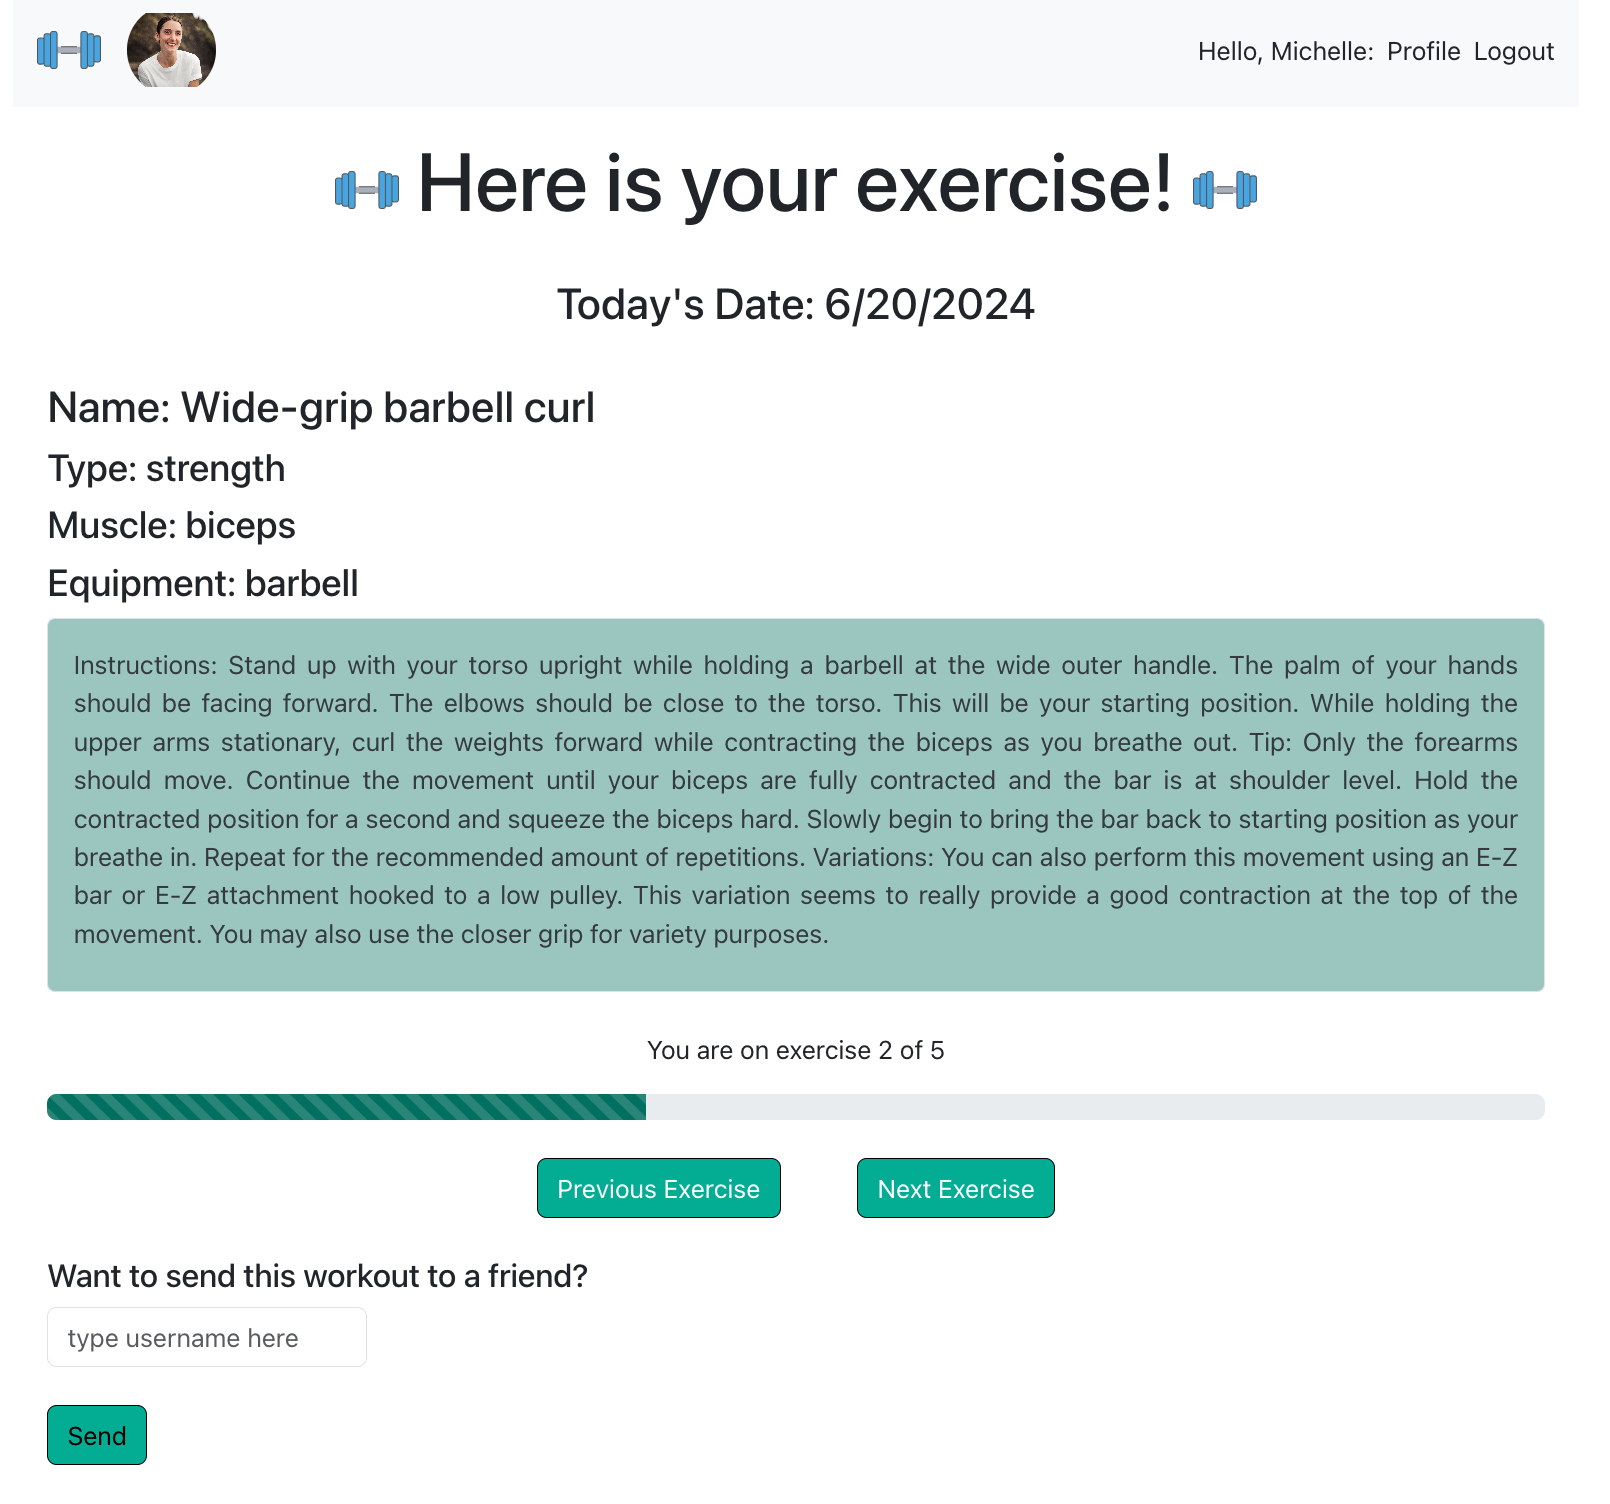 Hello, Michelle: Profile Logout
Here is your exercise!
Today's Date: 6/20/2024
Name: Wide-grip barbell curl
Type: strength
Muscle: biceps
Equipment: barbell
Instructions: Stand up with your torso upright while holding a barbell at the wide outer handle. The palm of your hands
should be facing forward. The elbows should be close to the torso. This will be your starting position. While holding the
upper arms stationary, curl the weights forward while contracting the biceps as you breathe out. Tip: Only the forearms
should move. Continue the movement until your biceps are fully contracted and the bar is at shoulder level. Hold the
contracted position for a second and squeeze the biceps hard. Slowly begin to bring the bar back to starting position as your
breathe in. Repeat for the recommended amount of repetitions. Variations: You can also perform this movement using an E-Z
bar or E-Z attachment hooked to a low pulley. This variation seems to really provide a good contraction at the top of the
movement. You may also use the closer grip for variety purposes.
You are on exercise 2 of 5
Previous Exercise
Next Exercise
Want to send this workout to a friend?
type username here
Send